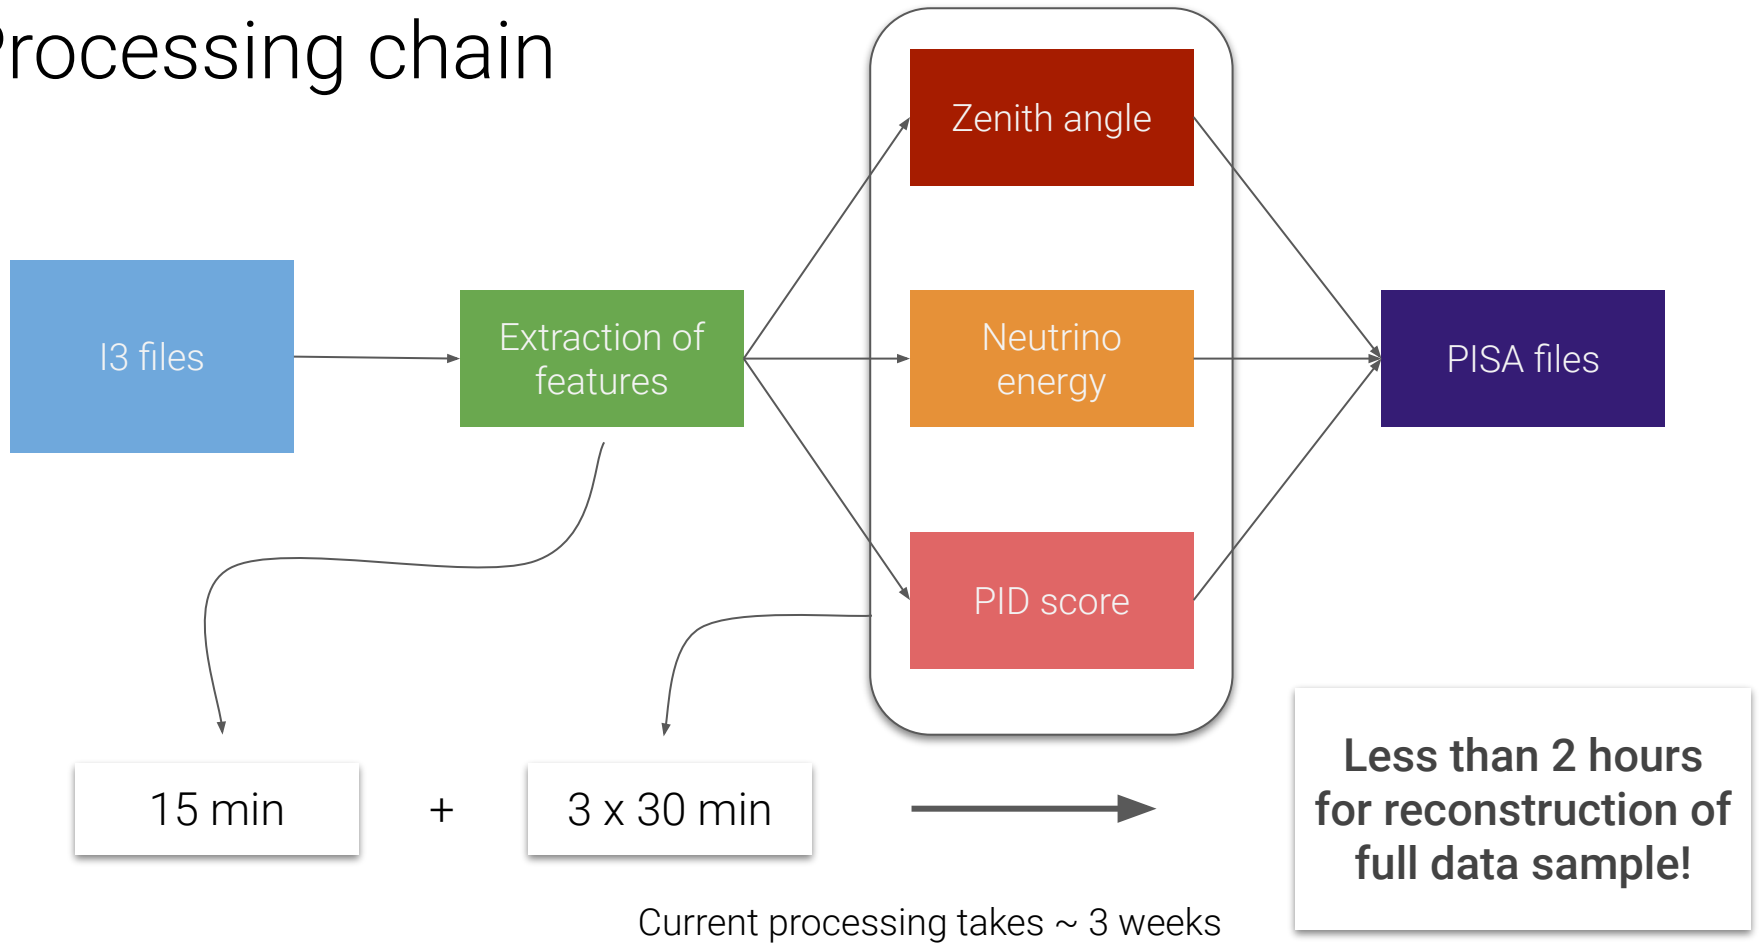 Processing chain
Zenith angle
I3 files
Extraction of
features
Neutrino
energy
PISA files
PID score
15 min
+
3 x 30 min
Less than 2 hours
for reconstruction of
full data sample!
Current processing takes ~ 3 weeks